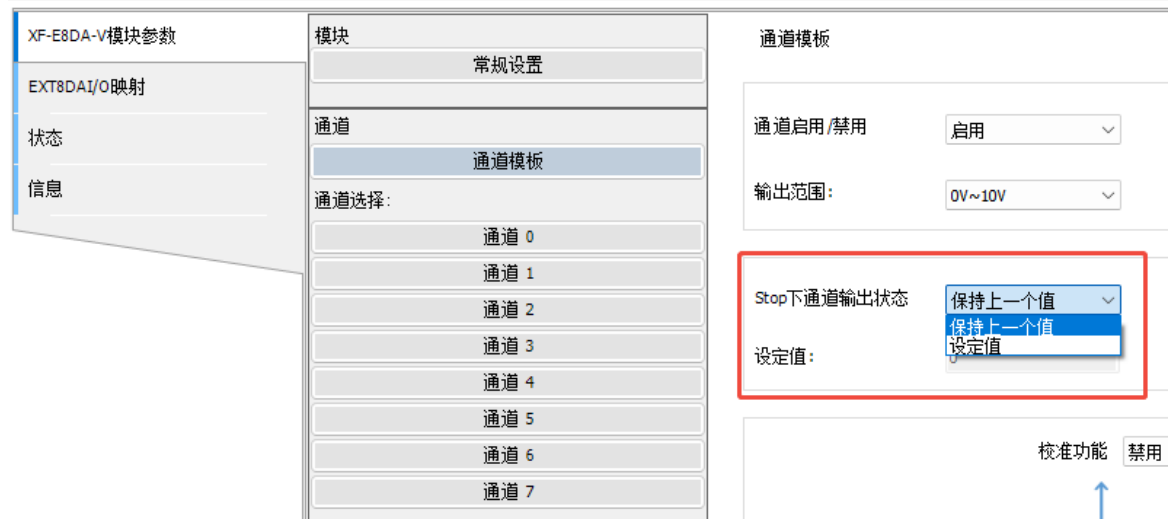 XF-E8DA-V模块参数
EXT8DAI/O映射
状态
信息
模块
常规设置
通道
通道模板
通道选择:
通道 0
通道 1
通道 2
通道 3
通道 4
通道 5
通道 6
通道 7
通道模板
通道启用/禁用
启用
输出范围:
0V~10V
Stop下通道输出状态
保持上一个值
保持上一个值
设定值
设定值:
校准功能
禁用